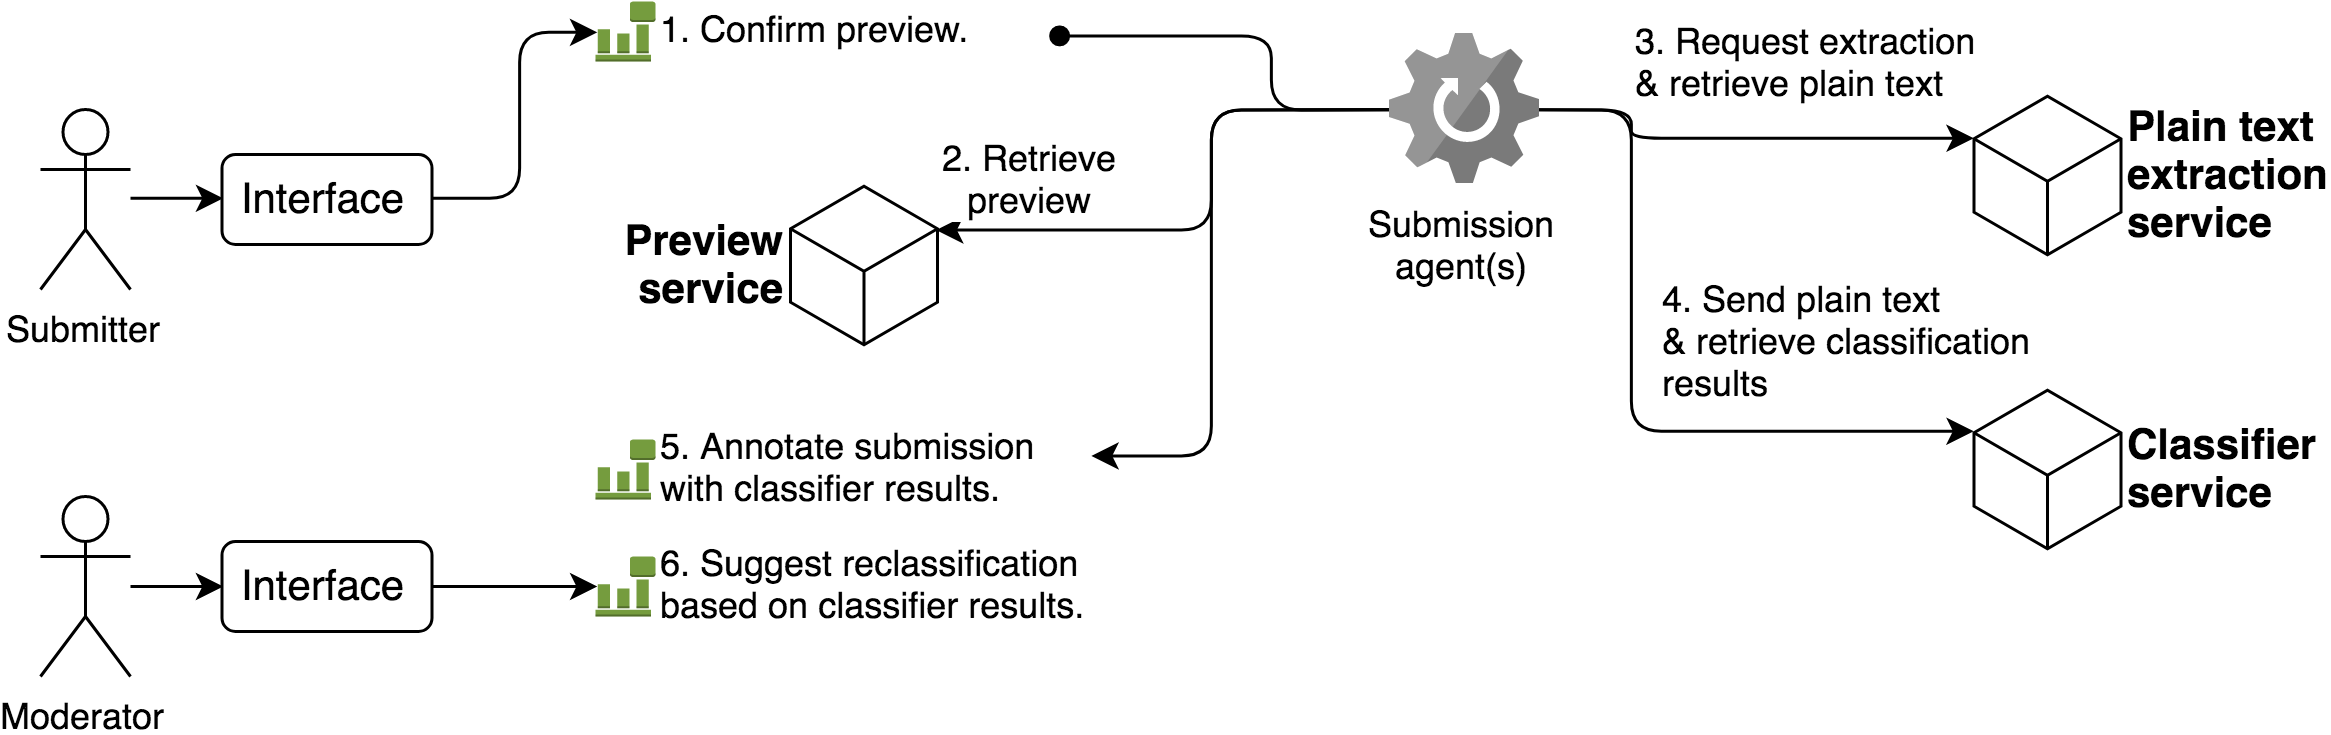 1. Confirm preview.
3. Request extraction
& retrieve plain text
Plain text
extraction
service
2. Retrieve
preview
Interface
Preview
service
Submission
agent(s)
Submitter
4. Send plain text
& retrieve classification
results
Classifier
service
5. Annotate submission
with classifier results.
6. Suggest reclassification
based on classifier results.
Interface
Moderator